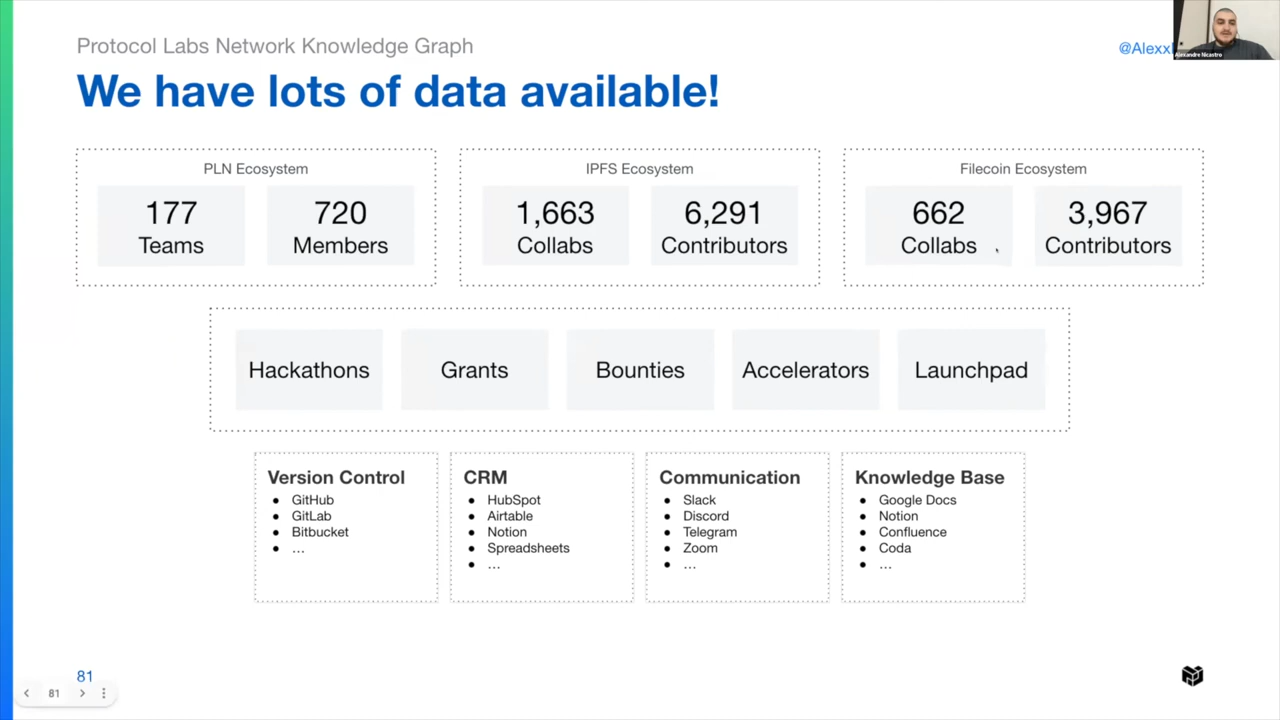 Protocol Labs Network Knowledge Graph
@Alexx
Alexandre Nicastro
We have lots of data available!
PLN Ecosystem
177
Teams
720
Members
IPFS Ecosystem
1,663
Collabs
6,291
Contributors
Filecoin Ecosystem
662
Collabs
3,967
Contributors
Hackathons
Grants
Bounties
Accelerators
Launchpad
Version Control
• GitHub
• GitLab
• Bitbucket
• ...
CRM
• HubSpot
• Airtable
• Notion
• Spreadsheets
• ...
Communication
• Slack
• Discord
• Telegram
• Zoom
• ...
Knowledge Base
• Google Docs
• Notion
• Confluence
• Coda
• ...
81
81